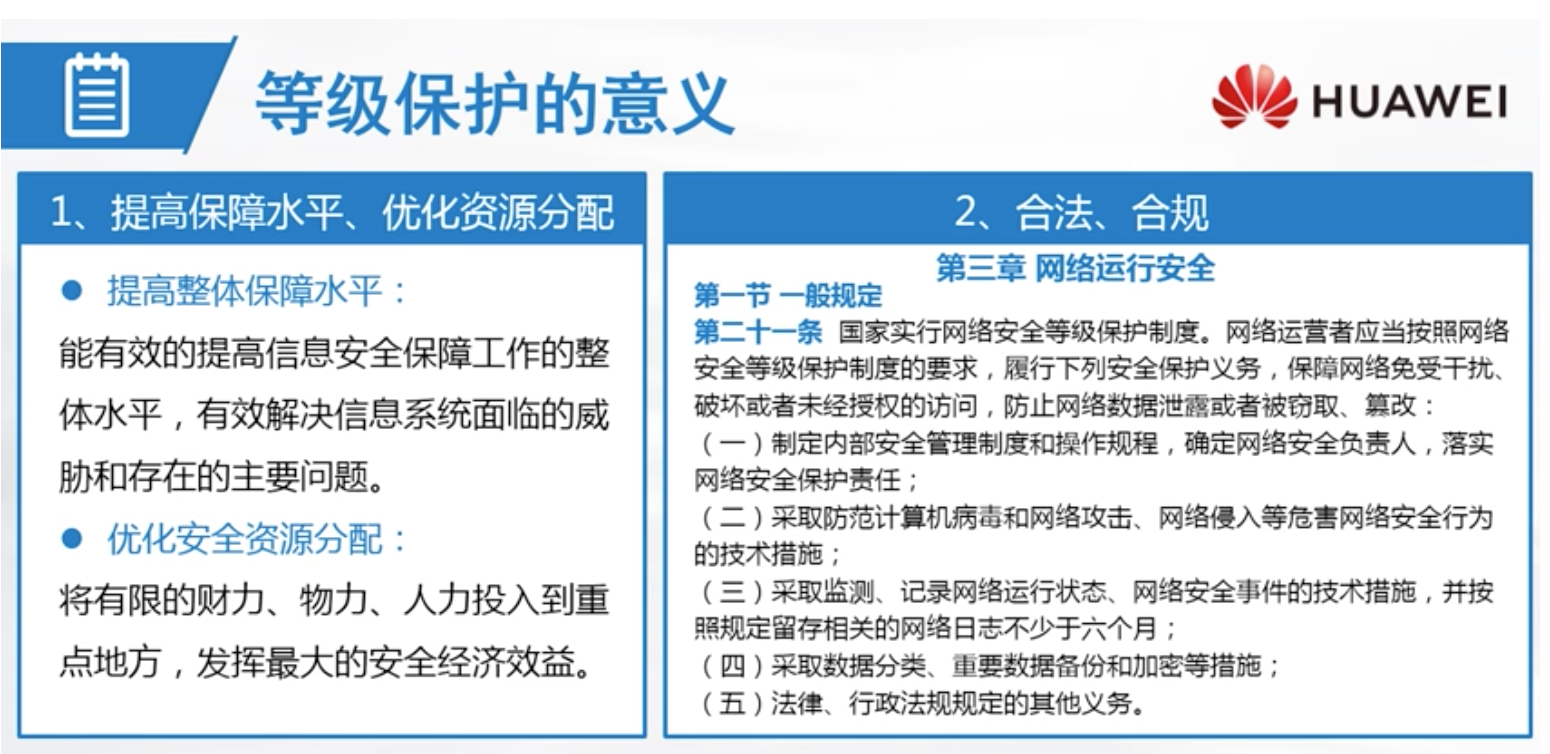 等级保护的意义
HUAWEI
1、提高保障水平、优化资源分配
● 提高整体保障水平：
能有效的提高信息安全保障工作的整
体水平，有效解决信息系统面临的威
胁和存在的主要问题。
● 优化安全资源分配：
将有限的财力、物力、人力投入到重
点地方，发挥最大的安全经济效益。
2、合法、合规
第三章 网络运行安全
第一节 一般规定
第二十一条 国家实行网络安全等级保护制度。网络运营者应当按照网络
安全等级保护制度的要求，履行下列安全保护义务，保障网络免受干扰、
破坏或者未经授权的访问，防止网络数据泄露或者被窃取、篡改：
（一）制定内部安全管理制度和操作规程，确定网络安全负责人，落实
网络安全保护责任；
（二）采取防范计算机病毒和网络攻击、网络侵入等危害网络安全行为
的技术措施；
（三）采取监测、记录网络运行状态、网络安全事件的技术措施，并按
照规定留存相关的网络日志不少于六个月；
（四）采取数据分类、重要数据备份和加密等措施；
（五）法律、行政法规规定的其他义务。